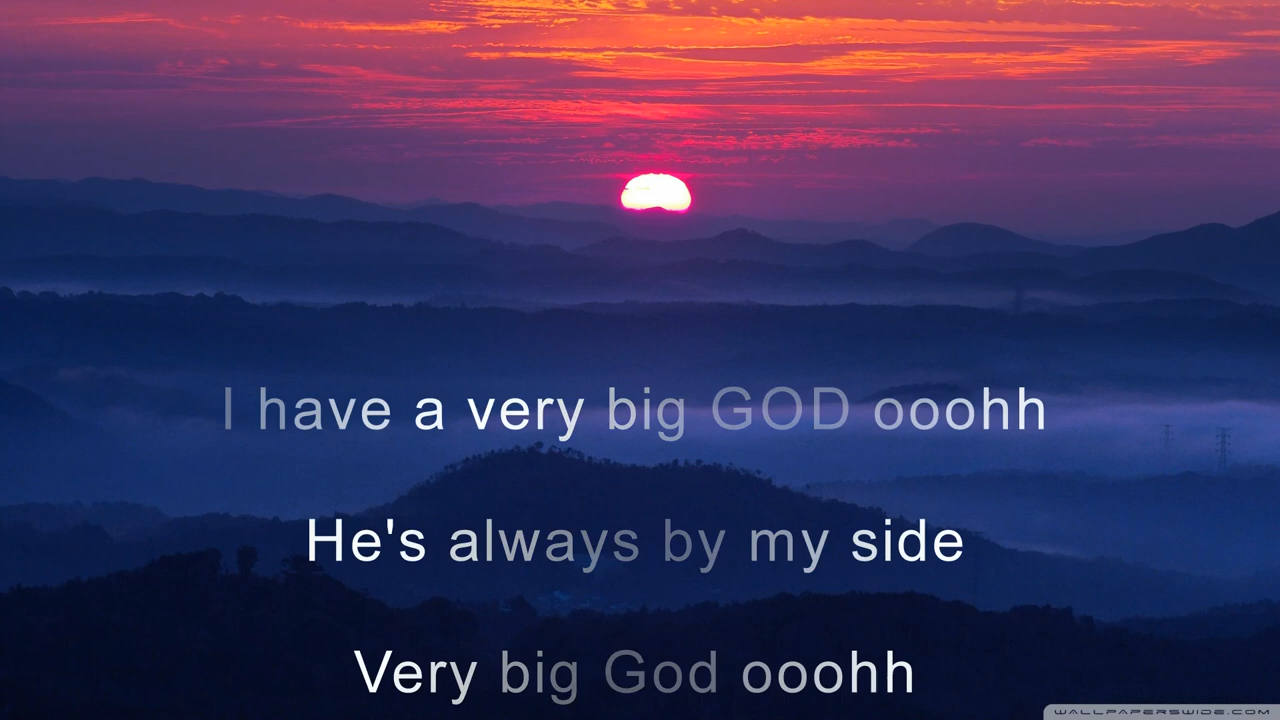 I have a very big GOD ooohh
He's always by my side
Very big God ooohh
WALLPAPERSWIDE.COM